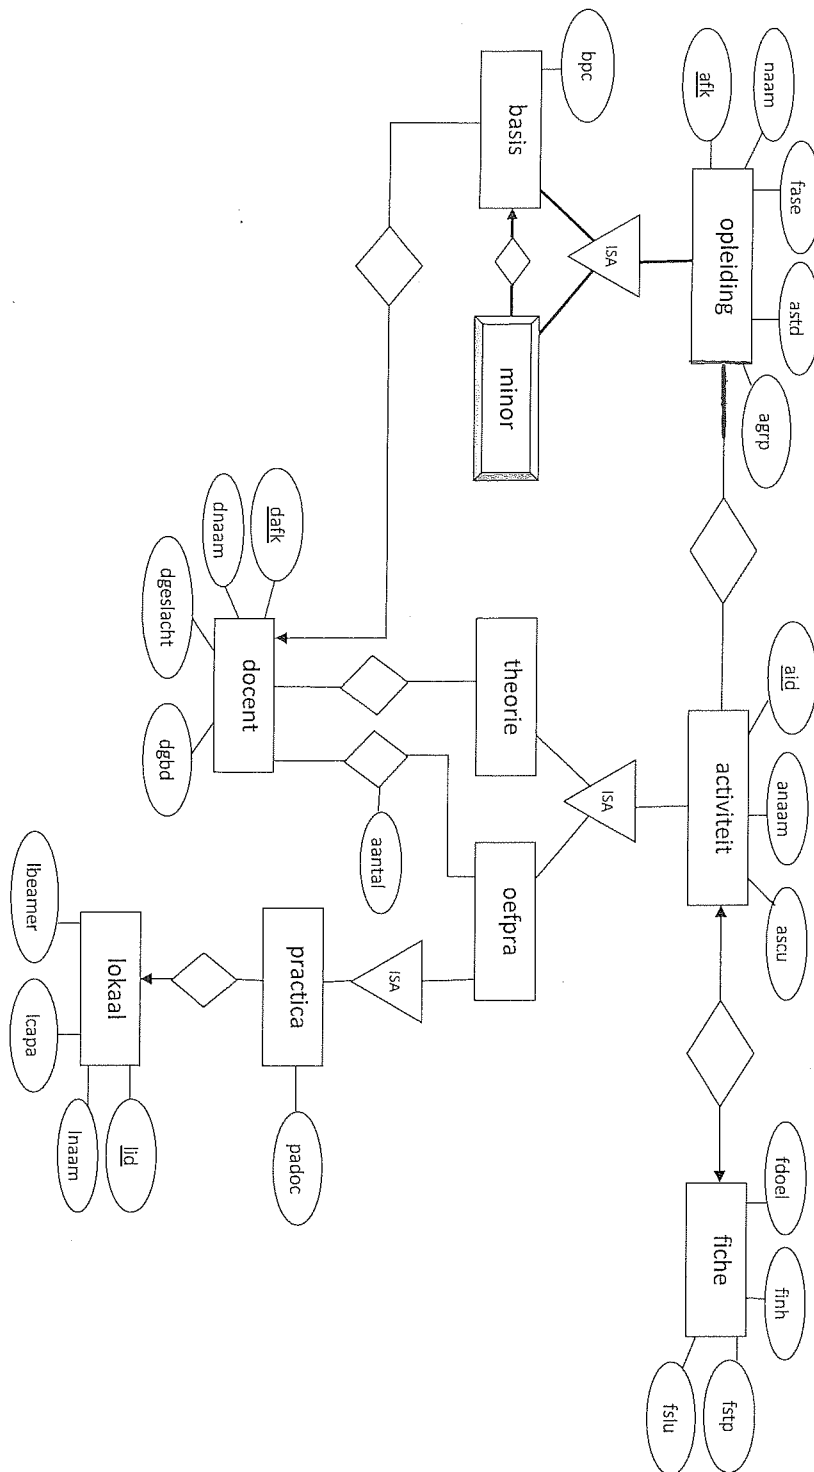 naam
fase
astd
afk
opleiding
agrp
aid
anaam
ascu
activiteit
fdoel
finh
fiche
fstp
fslu
ISA
ISA
bpc
basis
minor
theorie
oefpra
dafk
dnaam
aantal
ISA
docent
dgeslacht
dgbd
practica
padoc
lokaal
lid
lbeamer
lcapa
lnaam